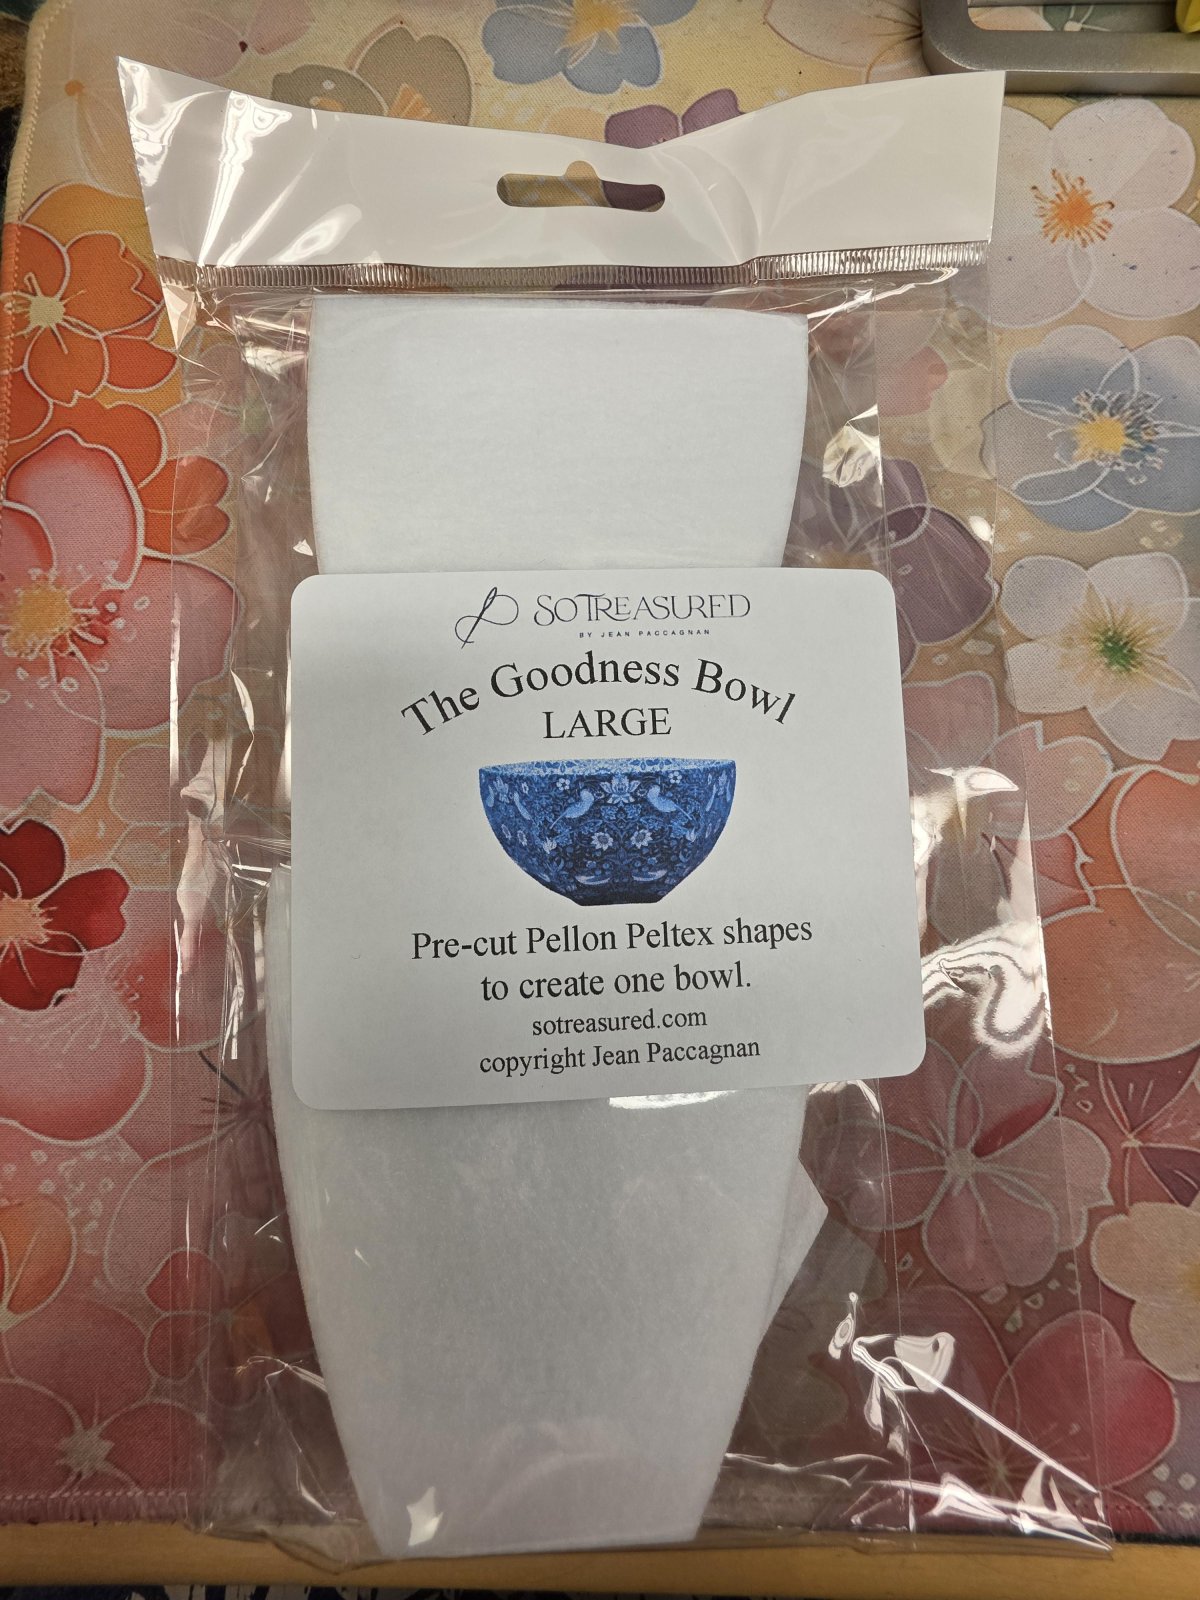 SOTREASURED
BY JEAN PACCAGNAN
The Goodness Bowl
LARGE
Pre-cut Pellon Peltex shapes
to create one bowl.
sotreasured.com
copyright Jean Paccagnan